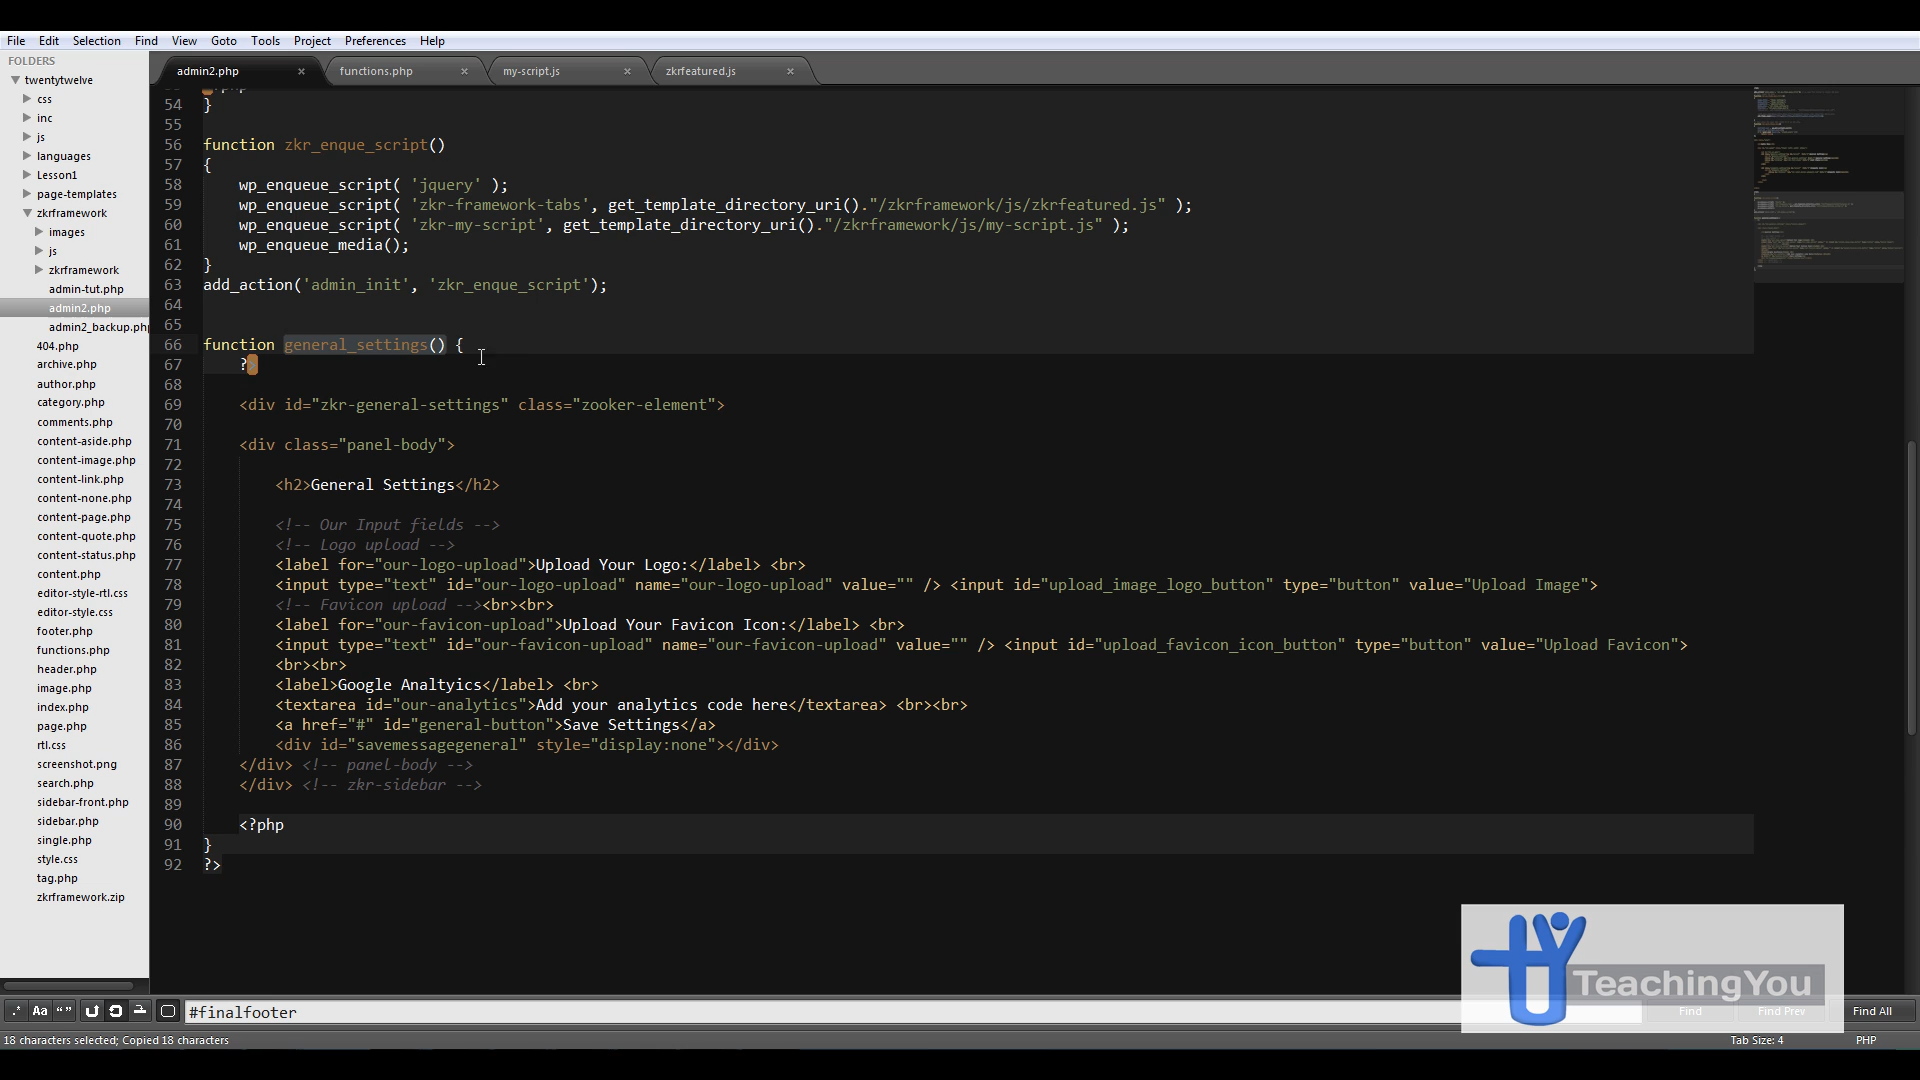 File Edit Selection Find View Goto Tools Project Preferences Help
FOLDERS
twentytwelve
css
inc
js
languages
Lesson1
page-templates
zkrframework
images
js
zkrframework
admin-tut.php
admin2.php
admin2_backup.php
404.php
archive.php
author.php
category.php
comments.php
content-aside.php
content-image.php
content-link.php
content-none.php
content-page.php
content-quote.php
content-status.php
content.php
editor-style-rtl.css
editor-style.css
footer.php
functions.php
header.php
image.php
index.php
page.php
rtl.css
screenshot.png
search.php
sidebar-front.php
sidebar.php
single.php
style.css
tag.php
zkrframework.zip
admin2.php × functions.php × my-script.js × zkrfeatured.js ×
54 }
55
56 function zkr_enque_script()
57 {
58 wp_enqueue_script( 'jquery' );
59 wp_enqueue_script( 'zkr-framework-tabs', get_template_directory_uri()."/zkrframework/js/zkrfeatured.js" );
60 wp_enqueue_script( 'zkr-my-script', get_template_directory_uri()."/zkrframework/js/my-script.js" );
61 wp_enqueue_media();
62 }
63 add_action('admin_init', 'zkr_enque_script');
64
65
66 function general_settings() {
67 ?>
68
69 <div id="zkr-general-settings" class="zooker-element">
70
71 <div class="panel-body">
72
73 <h2>General Settings</h2>
74
75 <!-- Our Input fields -->
76 <!-- Logo upload -->
77 <label for="our-logo-upload">Upload Your Logo:</label> <br>
78 <input type="text" id="our-logo-upload" name="our-logo-upload" value="" /> <input id="upload_image_logo_button" type="button" value="Upload Image">
79 <!-- Favicon upload --><br><br>
80 <label for="our-favicon-upload">Upload Your Favicon Icon:</label> <br>
81 <input type="text" id="our-favicon-upload" name="our-favicon-upload" value="" /> <input id="upload_favicon_icon_button" type="button" value="Upload Favicon">
82 <br><br>
83 <label>Google Analtyics</label> <br>
84 <textarea id="our-analytics">Add your analytics code here</textarea> <br><br>
85 <a href="#" id="general-button">Save Settings</a>
86 <div id="savemessagegeneral" style="display:none"></div>
87 </div> <!-- panel-body -->
88 </div> <!-- zkr-sidebar -->
89
90 <?php
91 }
92 ?>
TeachingYou
.* Aa “” #finalfooter Find Find Prev Find All
18 characters selected; Copied 18 characters Tab Size: 4 PHP